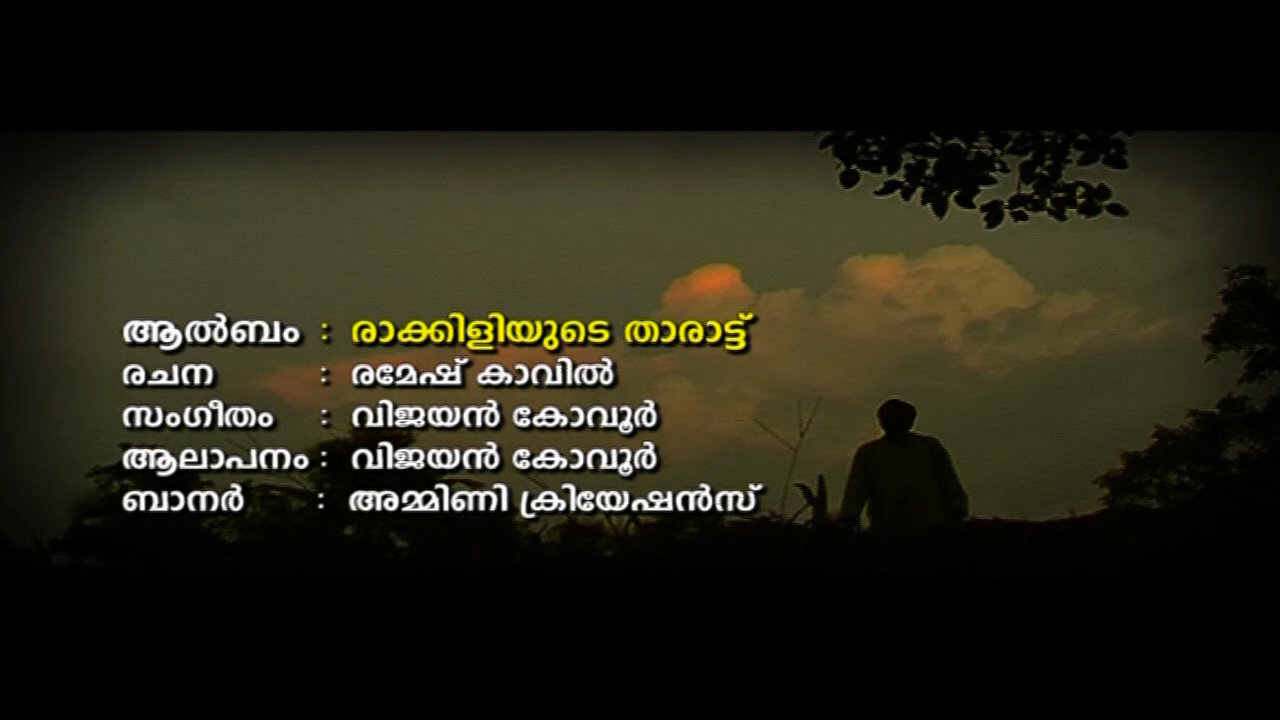 ആൽബം : രാക്കിളിയുടെ താരാട്ട്
രചന : രമേഷ് കാവിൽ
സംഗീതം : വിജയൻ കോവൂർ
ആലാപനം : വിജയൻ കോവൂർ
ബാനർ : അമ്മിണി ക്രിയേഷൻസ്